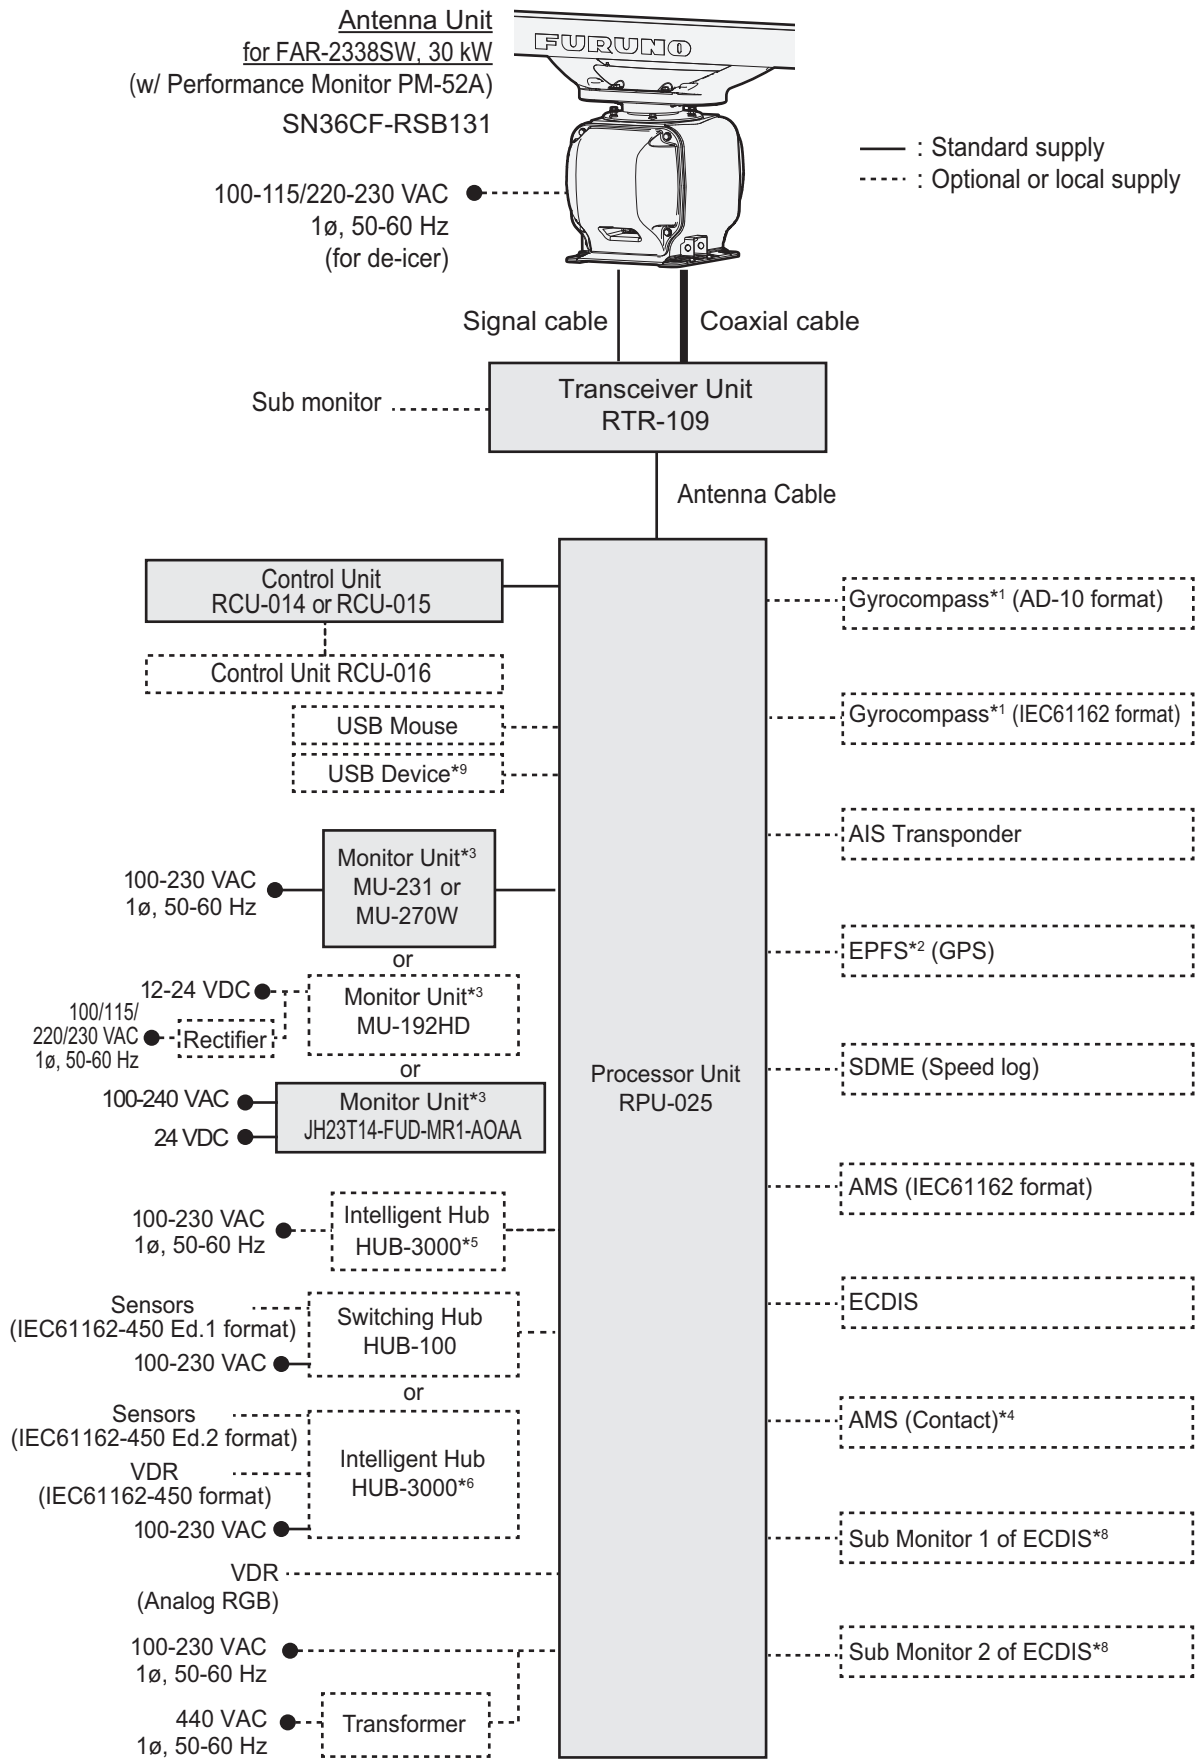 Antenna Unit
for FAR-2338SW, 30 kW
(w/ Performance Monitor PM-52A)
SN36CF-RSB131
FURUNO
100-115/220-230 VAC
1ø, 50-60 Hz
(for de-icer)
: Standard supply
: Optional or local supply
Signal cable
Coaxial cable
Sub monitor
Transceiver Unit
RTR-109
Antenna Cable
Control Unit
RCU-014 or RCU-015
Control Unit RCU-016
USB Mouse
USB Device*9
100-230 VAC
1ø, 50-60 Hz
Monitor Unit*3
MU-231 or
MU-270W
or
12-24 VDC
100/115/
220/230 VAC
1ø, 50-60 Hz
Rectifier
Monitor Unit*3
MU-192HD
or
100-240 VAC
24 VDC
Monitor Unit*3
JH23T14-FUD-MR1-AOAA
100-230 VAC
1ø, 50-60 Hz
Intelligent Hub
HUB-3000*5
Sensors
(IEC61162-450 Ed.1 format)
100-230 VAC
Switching Hub
HUB-100
or
Sensors
(IEC61162-450 Ed.2 format)
VDR
(IEC61162-450 format)
100-230 VAC
Intelligent Hub
HUB-3000*6
VDR
(Analog RGB)
100-230 VAC
1ø, 50-60 Hz
440 VAC
1ø, 50-60 Hz
Transformer
Processor Unit
RPU-025
Gyrocompass*1 (AD-10 format)
Gyrocompass*1 (IEC61162 format)
AIS Transponder
EPFS*2 (GPS)
SDME (Speed log)
AMS (IEC61162 format)
ECDIS
AMS (Contact)*4
Sub Monitor 1 of ECDIS*8
Sub Monitor 2 of ECDIS*8